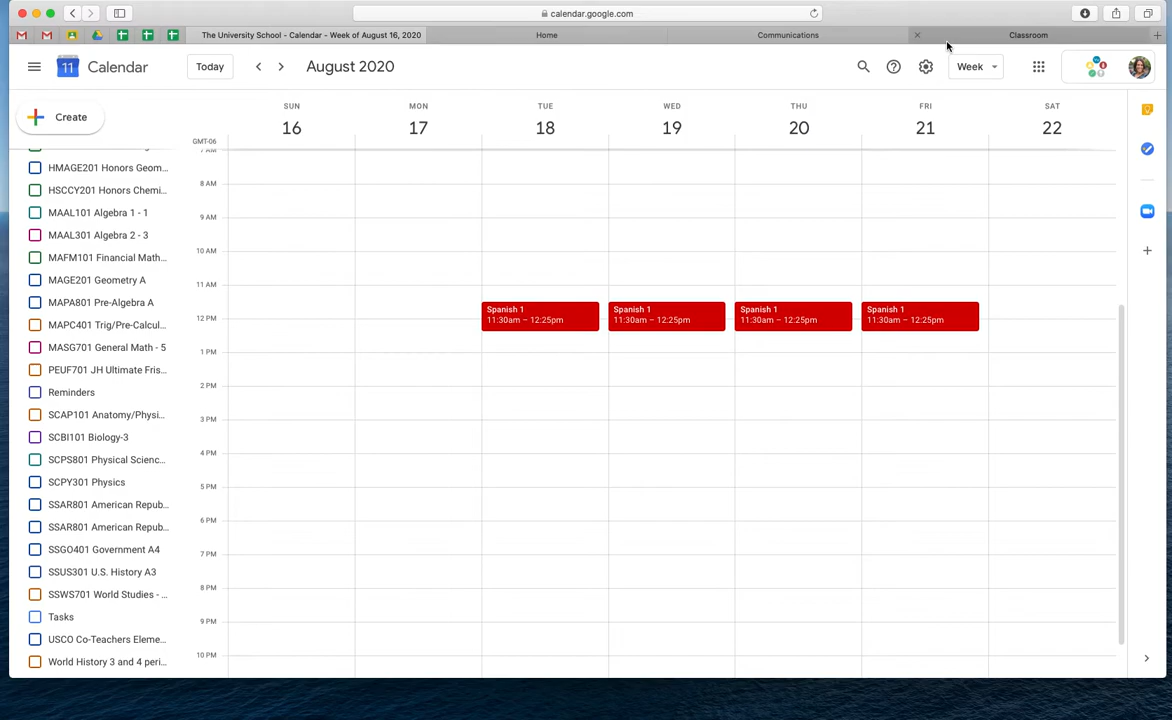 calendar.google.com
The University School - Calendar - Week of August 16, 2020
Home
Communications
Classroom
11
Calendar
Today
August 2020
Week
Create
SUN
16
MON
17
TUE
18
WED
19
THU
20
FRI
21
SAT
22
GMT-06
7 AM
8 AM
9 AM
10 AM
11 AM
12 PM
1 PM
2 PM
3 PM
4 PM
5 PM
6 PM
7 PM
8 PM
9 PM
10 PM
Spanish 1
11:30am – 12:25pm
Spanish 1
11:30am – 12:25pm
Spanish 1
11:30am – 12:25pm
Spanish 1
11:30am – 12:25pm
HMAGE201 Honors Geom...
HSCCY201 Honors Chemi...
MAAL101 Algebra 1 - 1
MAAL301 Algebra 2 - 3
MAFM101 Financial Math...
MAGE201 Geometry A
MAPA801 Pre-Algebra A
MAPC401 Trig/Pre-Calcul...
MASG701 General Math - 5
PEUF701 JH Ultimate Fris...
Reminders
SCAP101 Anatomy/Physi...
SCBI101 Biology-3
SCPS801 Physical Scienc...
SCPY301 Physics
SSAR801 American Repub...
SSAR801 American Repub...
SSGO401 Government A4
SSUS301 U.S. History A3
SSWS701 World Studies - ...
Tasks
USCO Co-Teachers Eleme...
World History 3 and 4 peri...